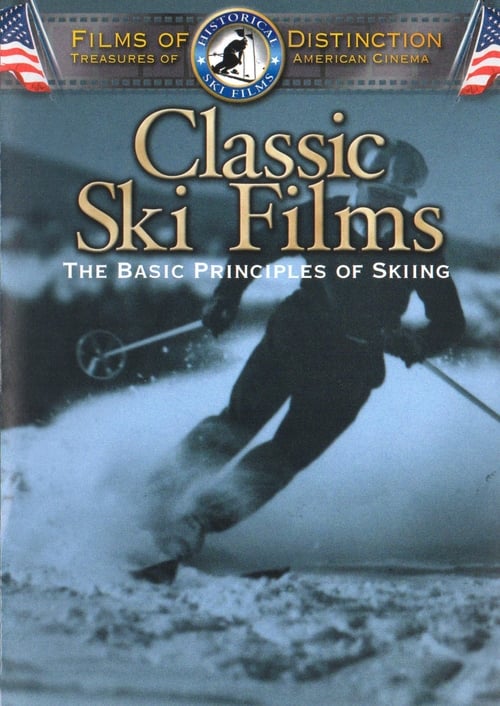 FILMS OF DISTINCTION
TREASURES OF AMERICAN CINEMA
HISTORICAL
SKI FILMS
Classic
Ski Films
THE BASIC PRINCIPLES OF SKIING